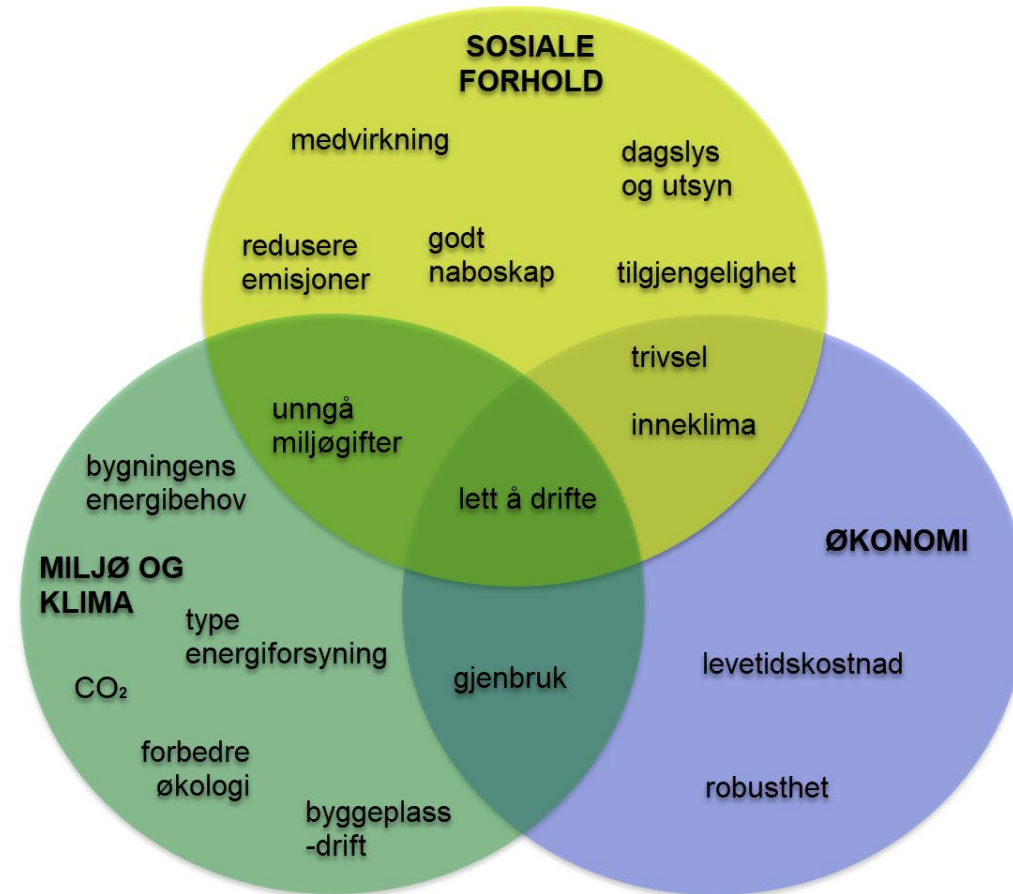 SOSIALE
FORHOLD
medvirkning
dagslys
og utsyn
redusere
emisjoner
godt
naboskap
tilgjengelighet
trivsel
inneklima
unngå
miljøgifter
lett å drifte
bygningens
energibehov
MILJØ OG
KLIMA
type
energiforsyning
CO₂
forbedre
økologi
byggeplass
-drift
gjenbruk
ØKONOMI
levetidskostnad
robusthet